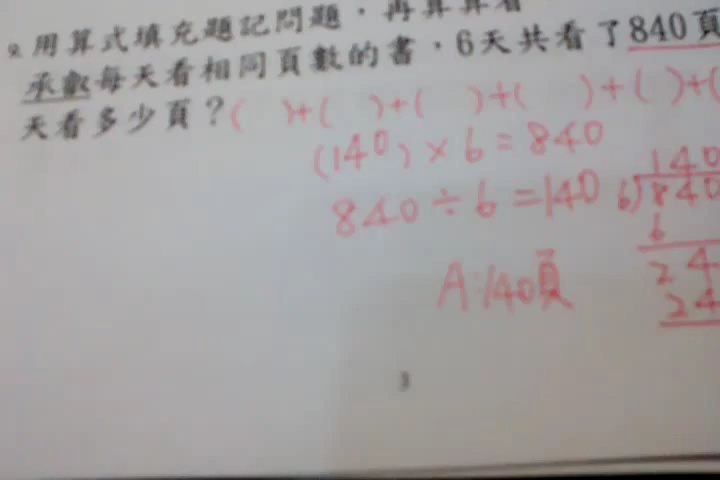 9. 用算式填充題記問題，再算算看
承叡每天看相同頁數的書，6天共看了840頁
天看多少頁？( )+( )+( )+( )+( )+(
(140) × 6 = 840
840 ÷ 6 = 140
140
6)840
6
24
24
A:140頁
3